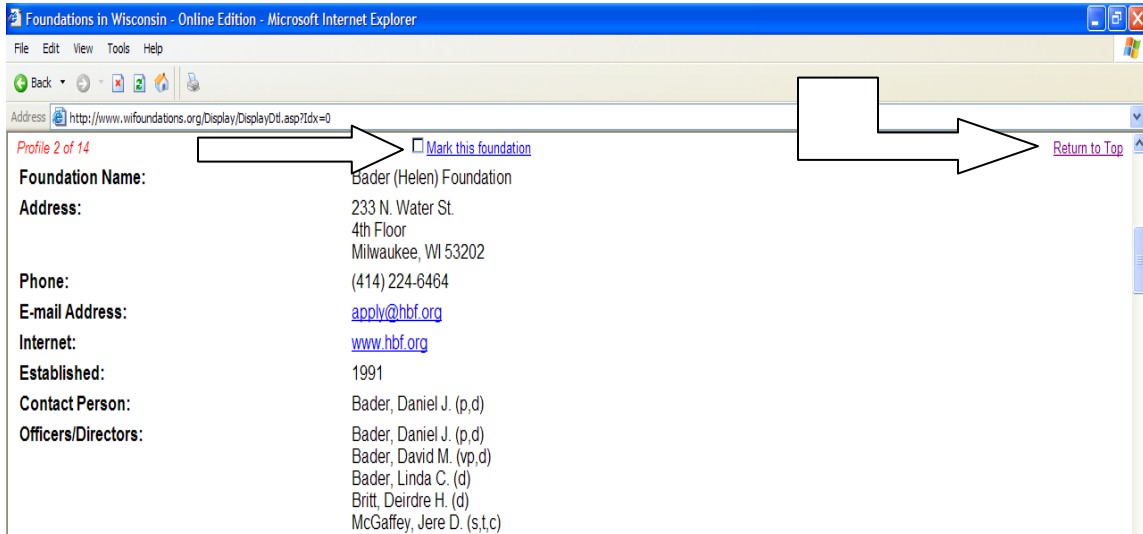 Foundations in Wisconsin - Online Edition - Microsoft Internet Explorer
File Edit View Tools Help
Back
Address http://www.wifoundations.org/Display/DisplayDtl.asp?Idx=0
Profile 2 of 14 Mark this foundation Return to Top
Foundation Name: Bader (Helen) Foundation
Address: 233 N. Water St.
4th Floor
Milwaukee, WI 53202
Phone: (414) 224-6464
E-mail Address: apply@hbf.org
Internet: www.hbf.org
Established: 1991
Contact Person: Bader, Daniel J. (p,d)
Officers/Directors: Bader, Daniel J. (p,d)
Bader, David M. (vp,d)
Bader, Linda C. (d)
Britt, Deirdre H. (d)
McGaffey, Jere D. (s,t,c)